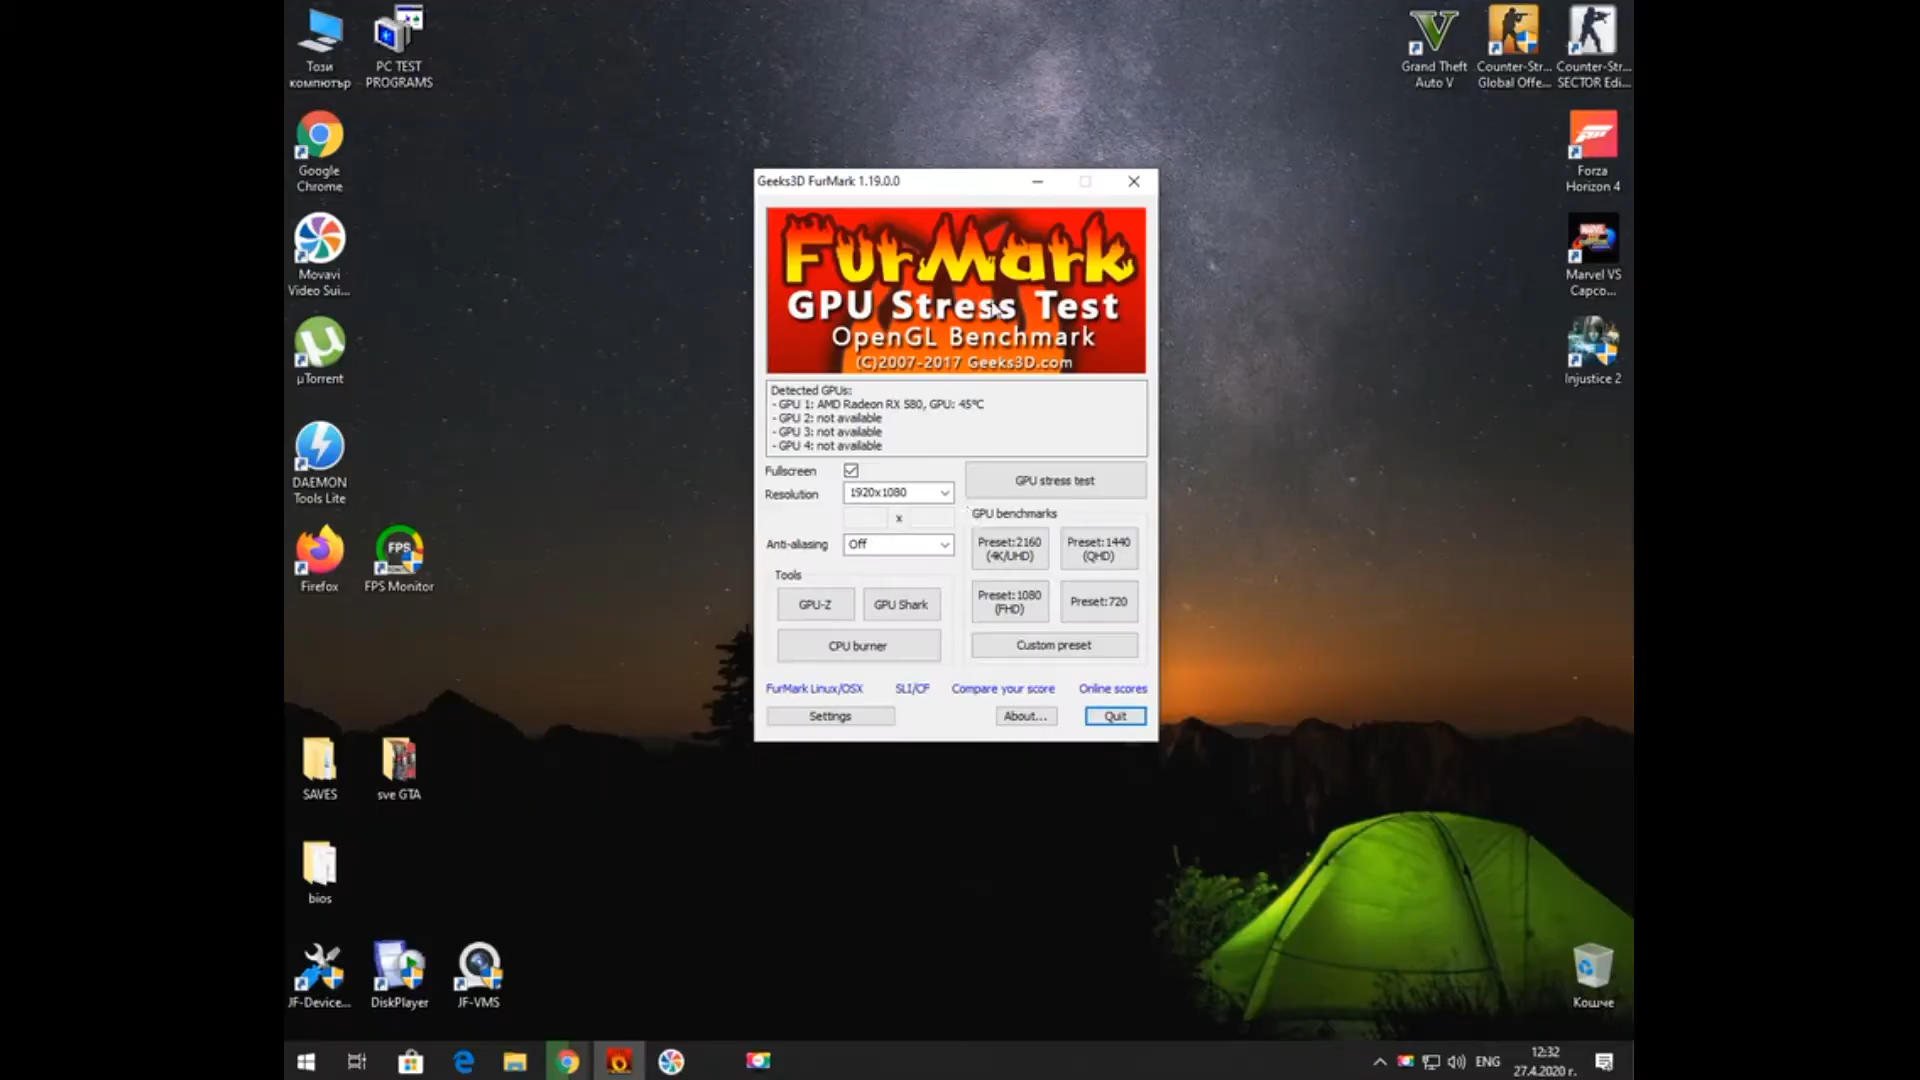 Този
компютър
PC TEST
PROGRAMS
Grand Theft
Auto V
Counter-Str...
Global Offe...
Counter-Str...
SECTOR Edi...
Google
Chrome
Forza
Horizon 4
Movavi
Video Sui...
Marvel VS
Capco...
µTorrent
Injustice 2
DAEMON
Tools Lite
Firefox
FPS
FPS Monitor
SAVES
sve GTA
bios
JF-Device...
DiskPlayer
JF-VMS
Кошче
Geeks3D FurMark 1.19.0.0
FurMark
GPU Stress Test
OpenGL Benchmark
(C)2007-2017 Geeks3D.com
Detected GPUs:
- GPU 1: AMD Radeon RX 580, GPU: 45°C
- GPU 2: not available
- GPU 3: not available
- GPU 4: not available
Fullscreen
GPU stress test
Resolution
1920x1080
x
GPU benchmarks
Anti-aliasing
Off
Preset:2160
(4K/UHD)
Preset:1440
(QHD)
Tools
GPU-Z
GPU Shark
Preset:1080
(FHD)
Preset:720
CPU burner
Custom preset
FurMark Linux/OSX
SLI/CF
Compare your score
Online scores
Settings
About...
Quit
ENG
12:32
27.4.2020 г.